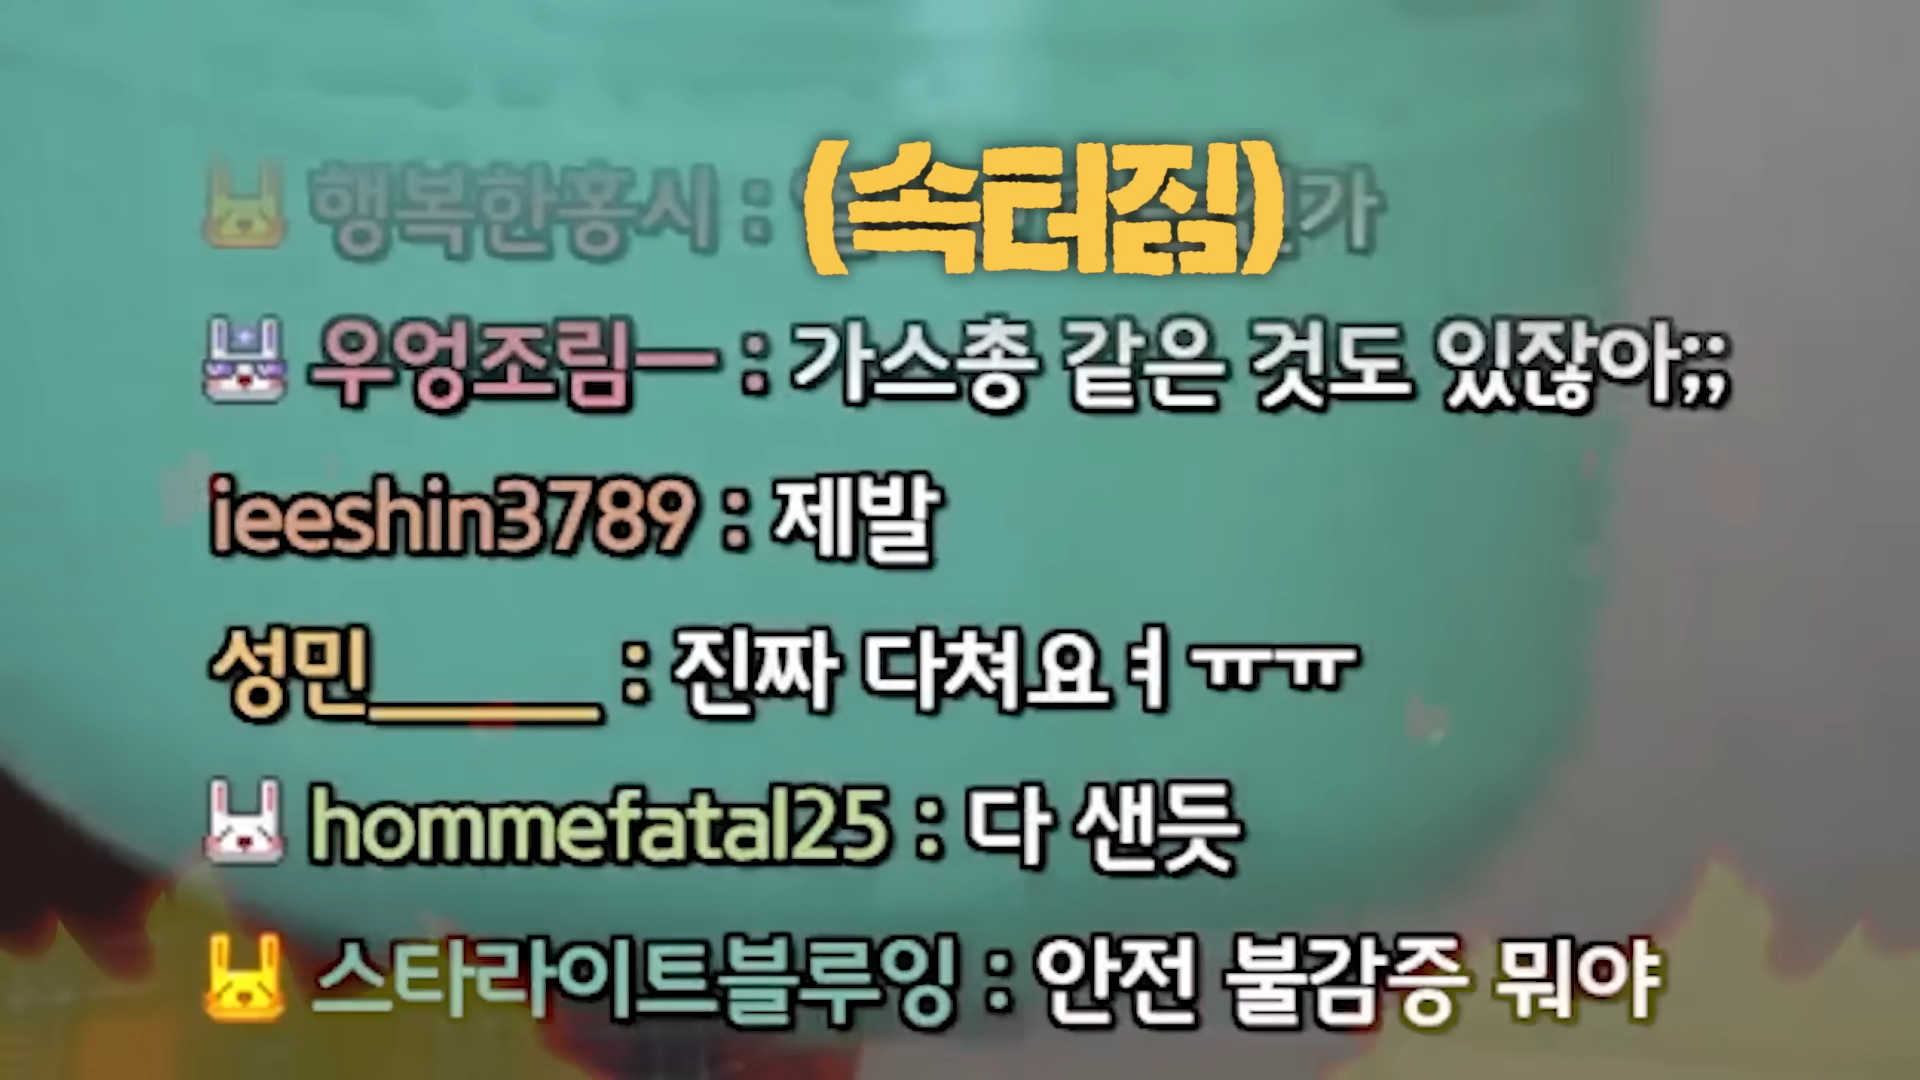 (속터짐)
행복한홍시 : 가
우엉조림ㅡ : 가스총 같은 것도 있잖아;;
ieeshin3789 : 제발
성민_____ : 진짜 다쳐요ㅕㅠㅠ
hommefatal25 : 다 샌듯
스타라이트블루잉 : 안전 불감증 뭐야